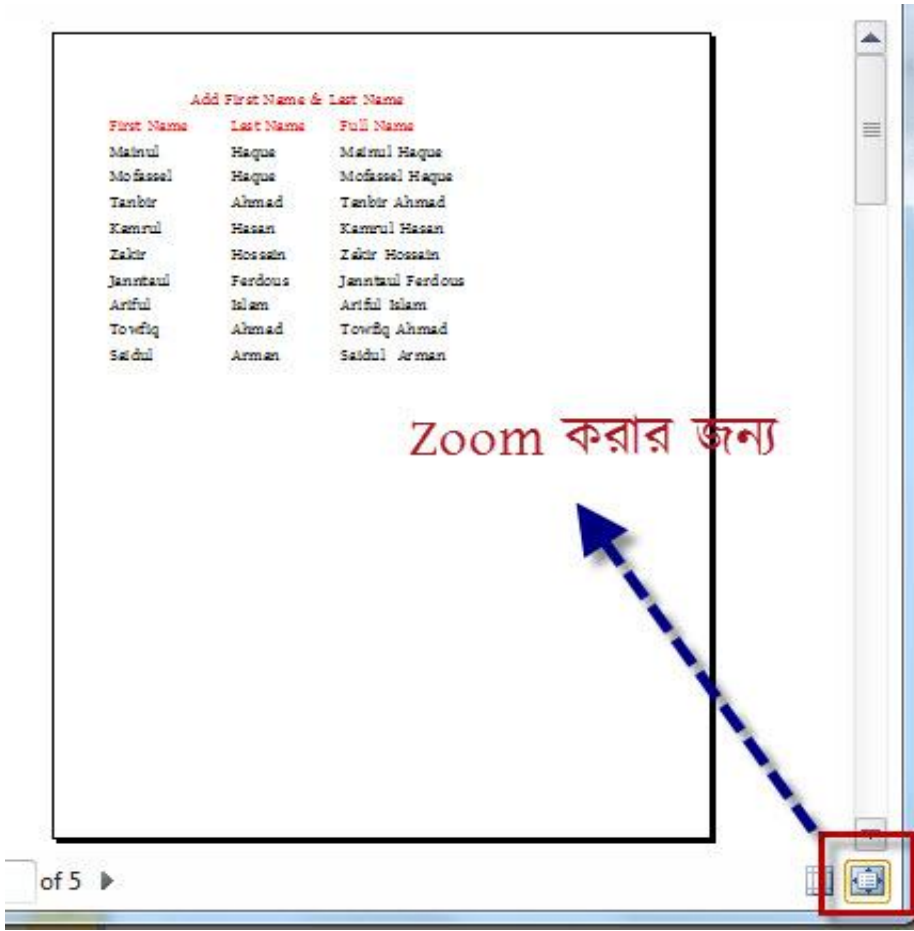 Add First Name & Last Name
First Name Last Name Full Name
Mainul Haque Mainul Haque
Mofassel Haque Mofassel Haque
Tanbir Ahmad Tanbir Ahmad
Kamrul Hasan Kamrul Hasan
Zakir Hossain Zakir Hossain
Janntaul Ferdous Janntaul Ferdous
Ariful Islam Ariful Islam
Towfiq Ahmad Towfiq Ahmad
Saidul Arman Saidul Arman
Zoom করার জন্য
of 5